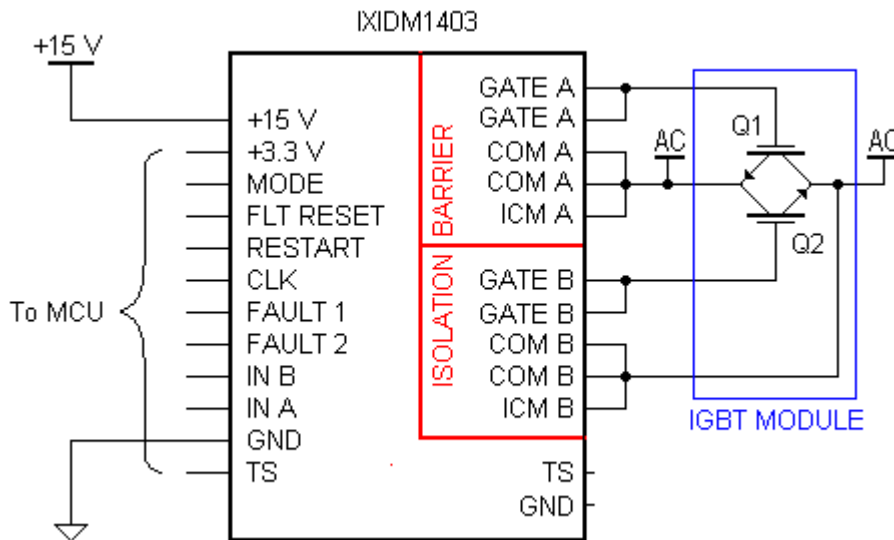 IXIDM1403
+15 V
+15 V
+3.3 V
MODE
FLT RESET
RESTART
CLK
FAULT 1
FAULT 2
IN B
IN A
GND
TS
To MCU
ISOLATION BARRIER
GATE A
GATE A
COM A
COM A
ICM A
GATE B
GATE B
COM B
COM B
ICM B
TS
GND
AC
Q1
AC
Q2
IGBT MODULE